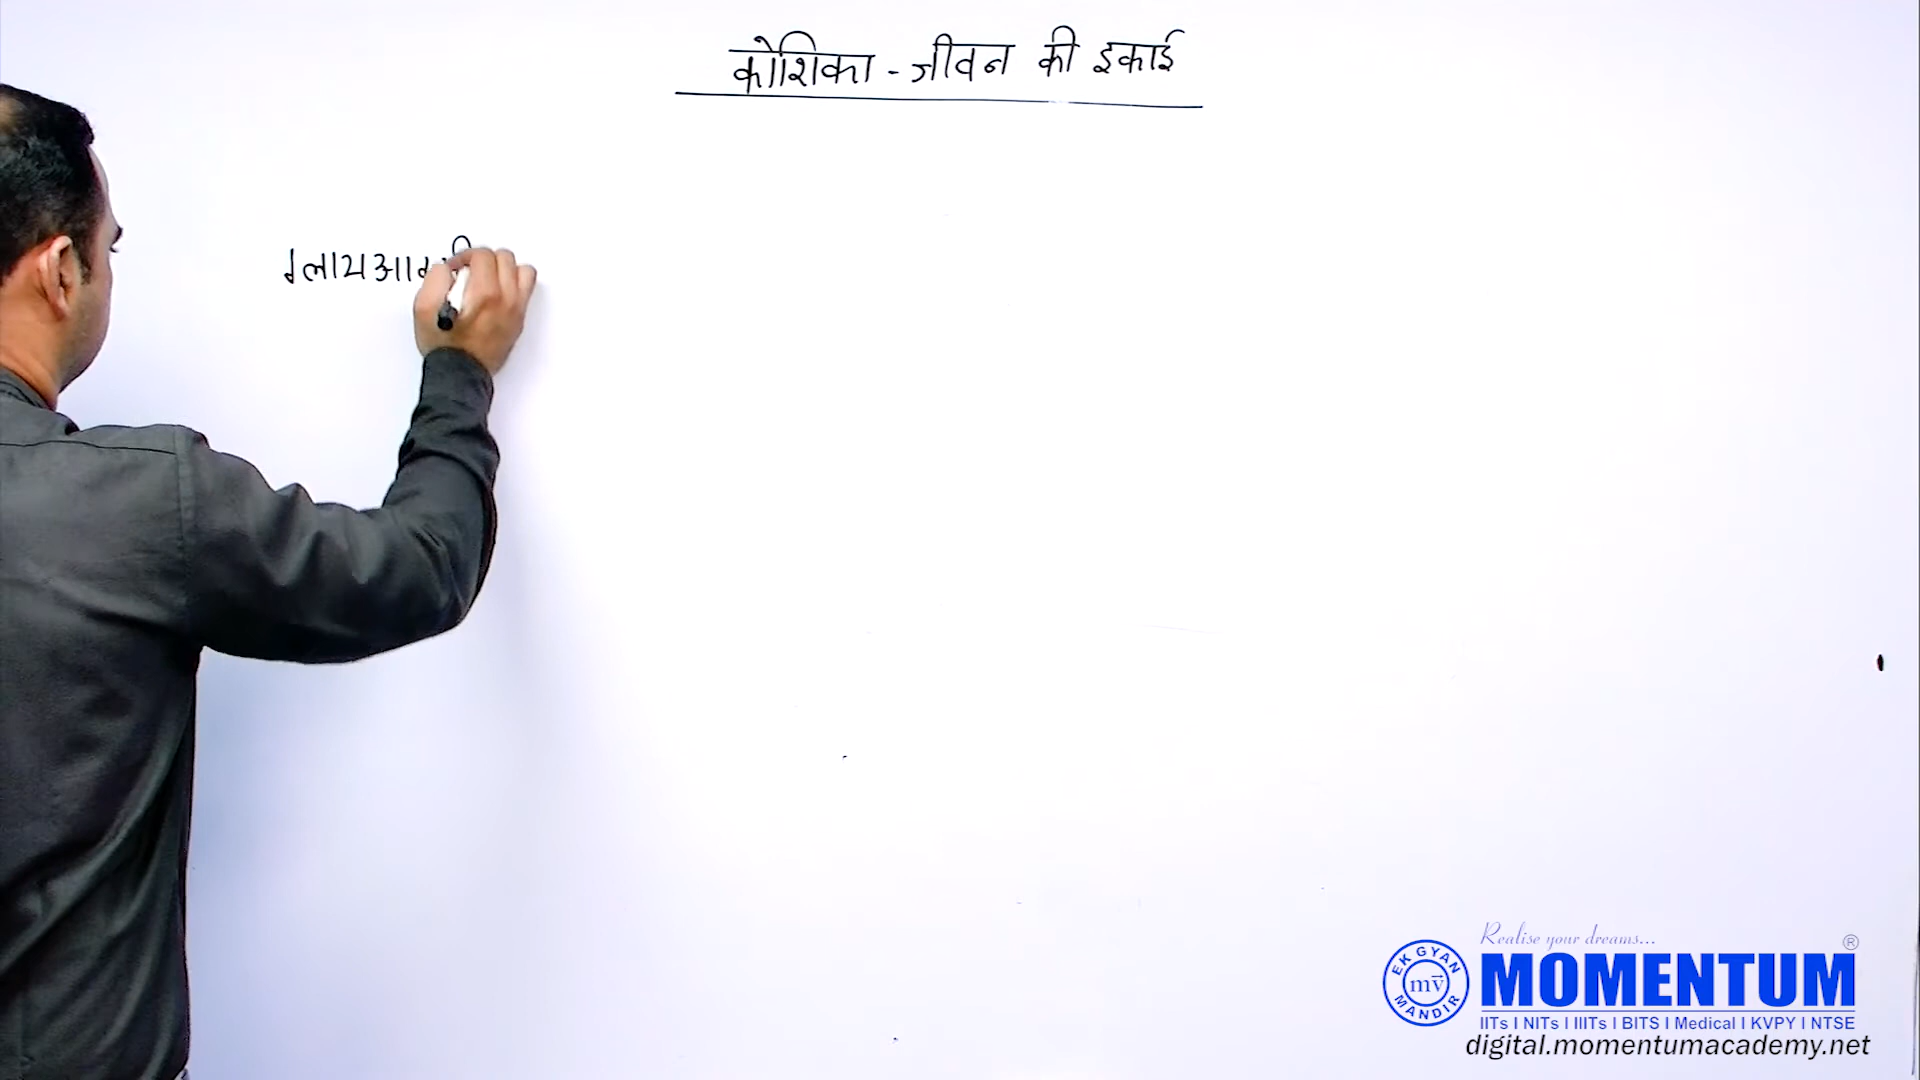 कोशिका - जीवन की इकाई
Realise your dreams...
EK GYAN MANDIR
mv
MOMENTUM®
IITs I NITs I IIITs I BITS I Medical I KVPY I NTSE
digital.momentumacademy.net